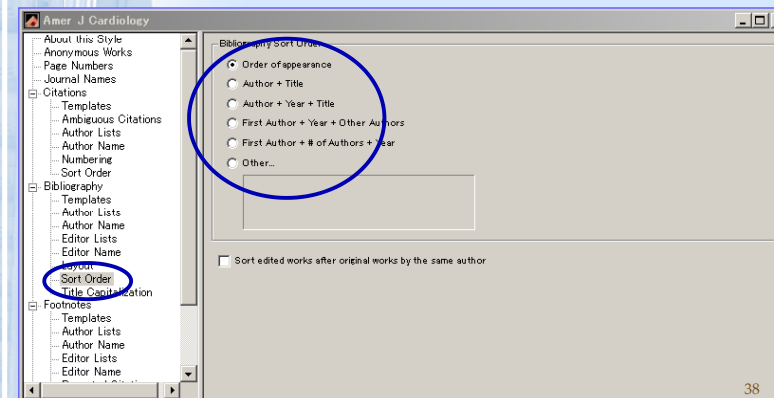 Amer J Cardiology
About this Style
Anonymous Works
Page Numbers
Journal Names
Citations
Templates
Ambiguous Citations
Author Lists
Author Name
Numbering
Sort Order
Bibliography
Templates
Author Lists
Author Name
Editor Lists
Editor Name
Layout
Sort Order
Title Capitalization
Footnotes
Templates
Author Lists
Author Name
Editor Lists
Editor Name
Bibliography Sort Order
Order of appearance
Author + Title
Author + Year + Title
First Author + Year + Other Authors
First Author + # of Authors + Year
Other...
Sort edited works after original works by the same author
38